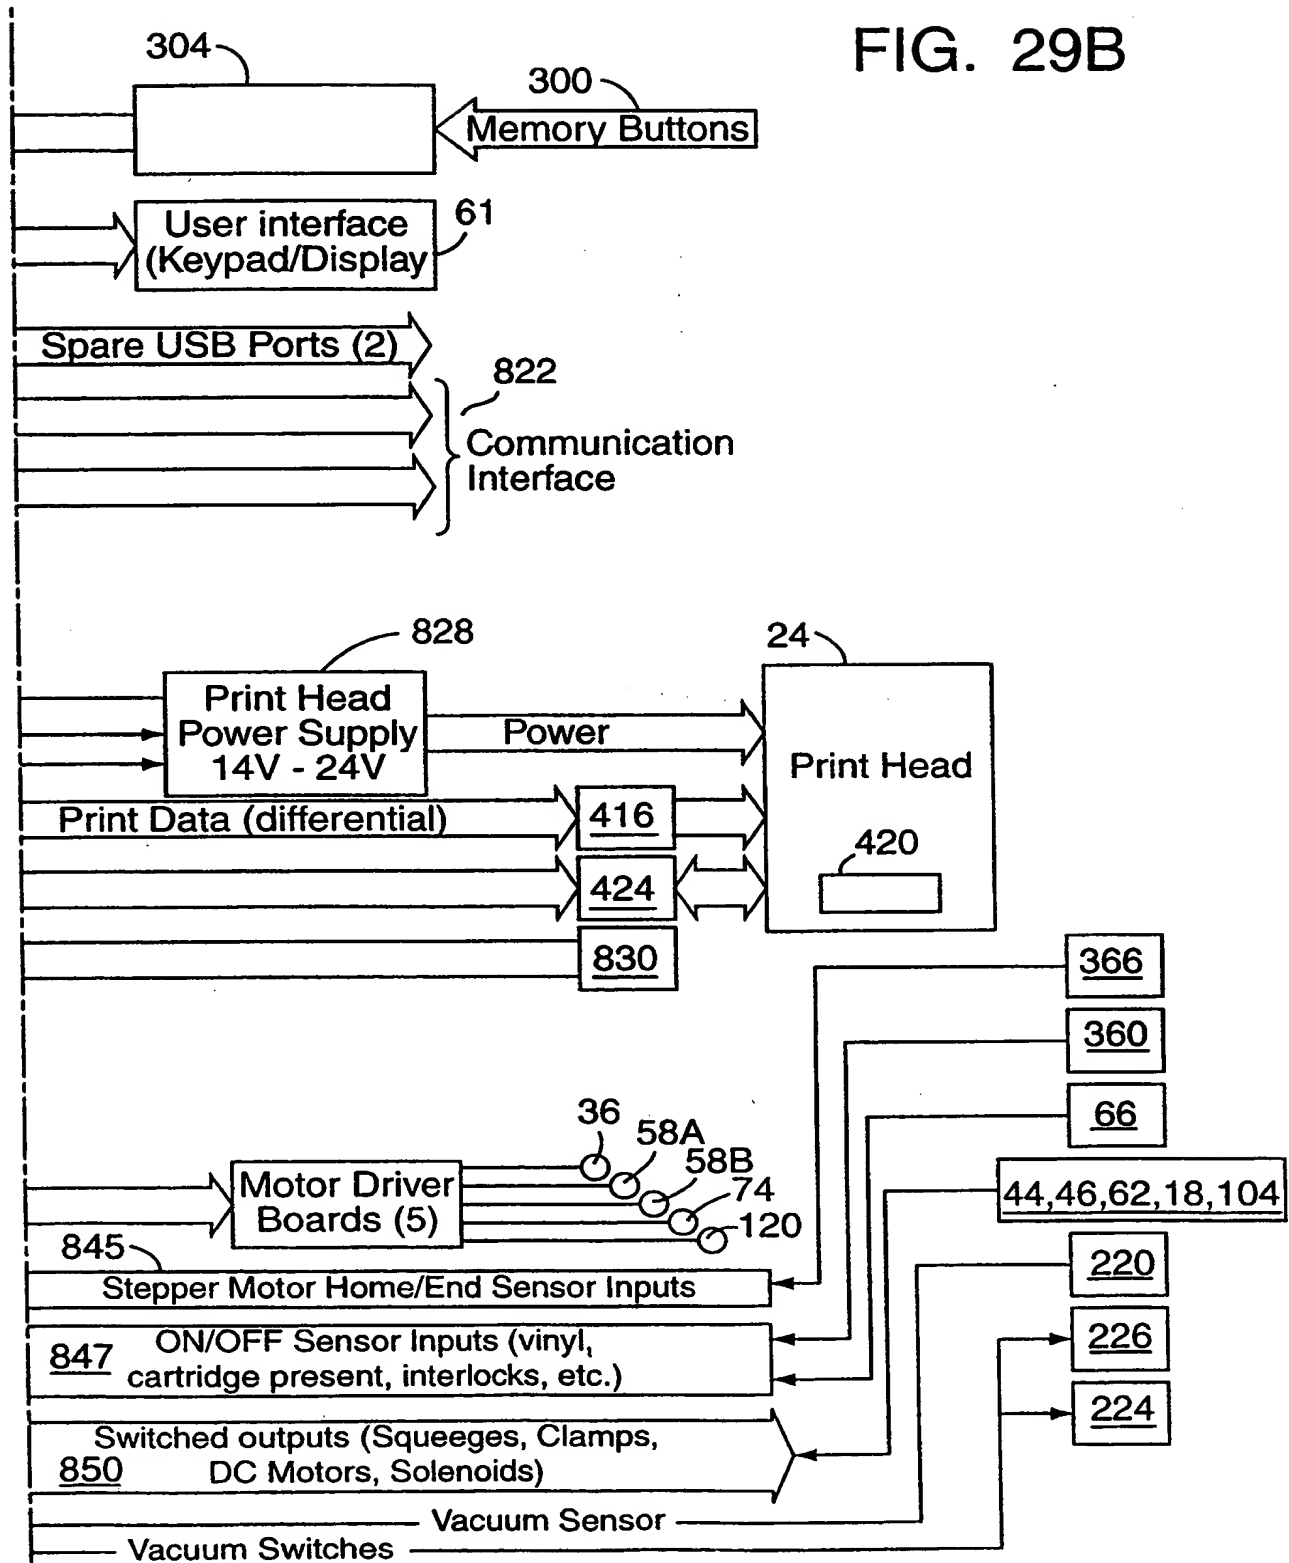 FIG. 29B
304
300
Memory Buttons
User interface
(Keypad/Display
61
Spare USB Ports (2)
822
Communication
Interface
828
24
Print Head
Power Supply
14V - 24V
Power
Print Head
Print Data (differential)
416
420
424
830
366
360
66
36
58A
58B
74
120
Motor Driver
Boards (5)
44,46,62,18,104
845
Stepper Motor Home/End Sensor Inputs
220
847
ON/OFF Sensor Inputs (vinyl,
cartridge present, interlocks, etc.)
226
224
Switched outputs (Squeeges, Clamps,
850
DC Motors, Solenoids)
Vacuum Sensor
Vacuum Switches